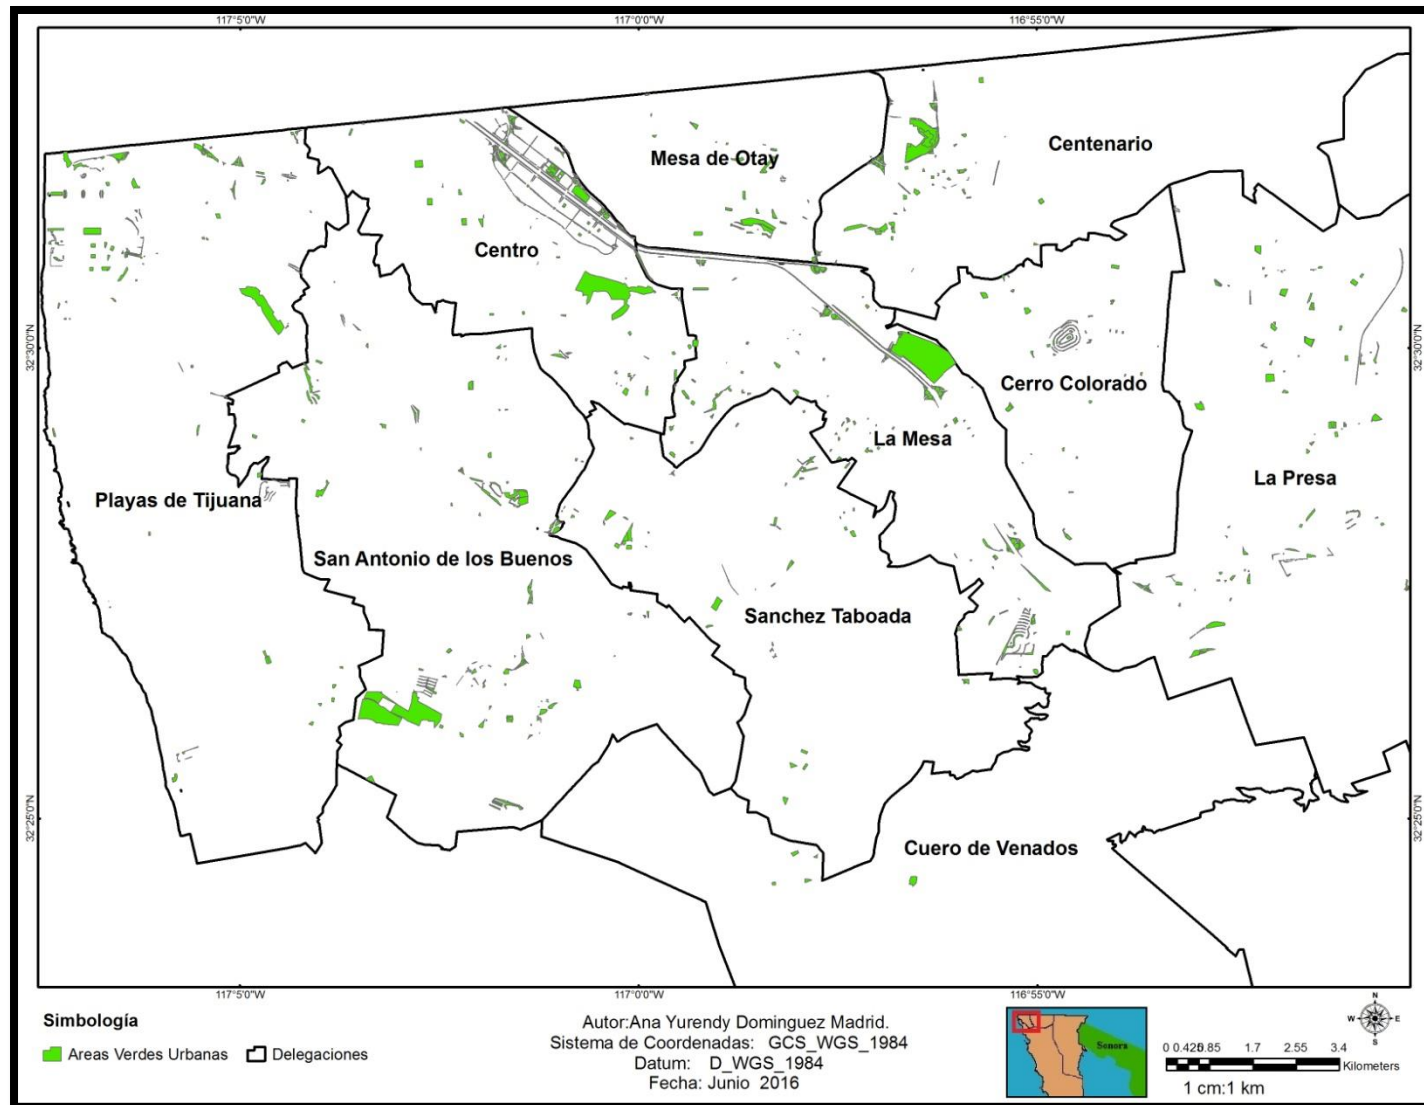 117°5'0"W 117°0'0"W 116°55'0"W
Mesa de Otay
Centenario
Centro
32°30'0"N 32°30'0"N
Cerro Colorado
La Mesa
La Presa
Playas de Tijuana
San Antonio de los Buenos
Sanchez Taboada
32°25'0"N 32°25'0"N
Cuero de Venados
117°5'0"W 117°0'0"W 116°55'0"W
Simbología
Areas Verdes Urbanas Delegaciones
Autor:Ana Yurendy Dominguez Madrid.
Sistema de Coordenadas: GCS_WGS_1984
Datum: D_WGS_1984
Fecha: Junio 2016
Sonora
N
W E
S
0 0.425 0.85 1.7 2.55 3.4
Kilometers
1 cm:1 km